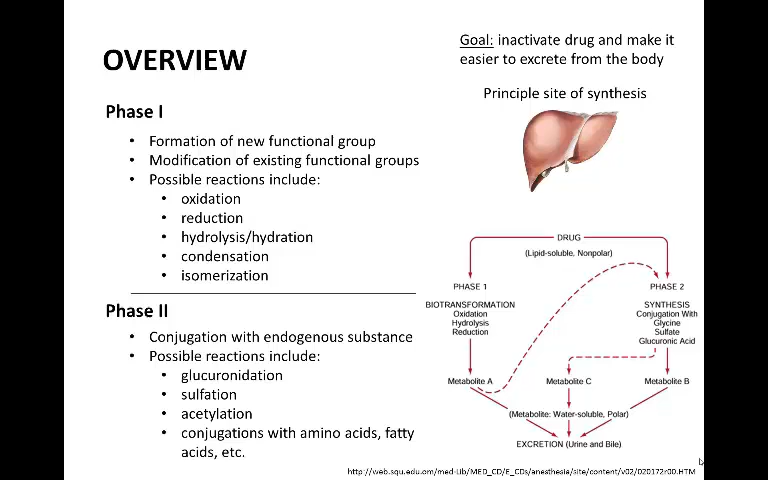 OVERVIEW
Goal: inactivate drug and make it
easier to excrete from the body
Principle site of synthesis
Phase I
• Formation of new functional group
• Modification of existing functional groups
• Possible reactions include:
• oxidation
• reduction
• hydrolysis/hydration
• condensation
• isomerization
Phase II
• Conjugation with endogenous substance
• Possible reactions include:
• glucuronidation
• sulfation
• acetylation
• conjugations with amino acids, fatty
acids, etc.
DRUG
(Lipid-soluble, Nonpolar)
PHASE 1
BIOTRANSFORMATION
Oxidation
Hydrolysis
Reduction
PHASE 2
SYNTHESIS
Conjugation With
Glycine
Sulfate
Glucuronic Acid
Metabolite A
Metabolite C
Metabolite B
(Metabolite: Water-soluble, Polar)
EXCRETION (Urine and Bile)
http://web.squ.edu.om/med-Lib/MED_CD/E_CDs/anesthesia/site/content/v02/020172r00.HTM